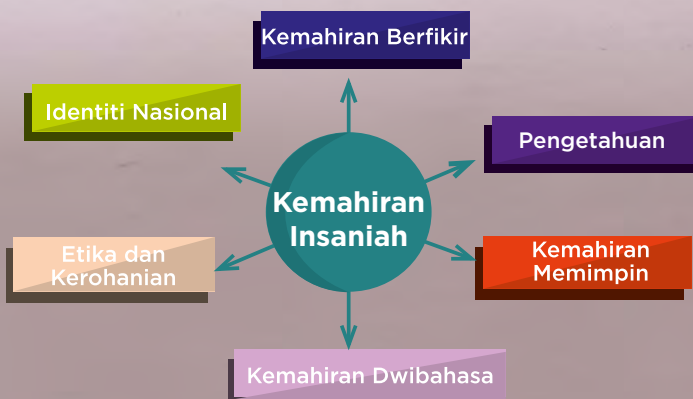 Kemahiran Berfikir
Identiti Nasional
Pengetahuan
Kemahiran
Insaniah
Etika dan
Kerohanian
Kemahiran
Memimpin
Kemahiran Dwibahasa